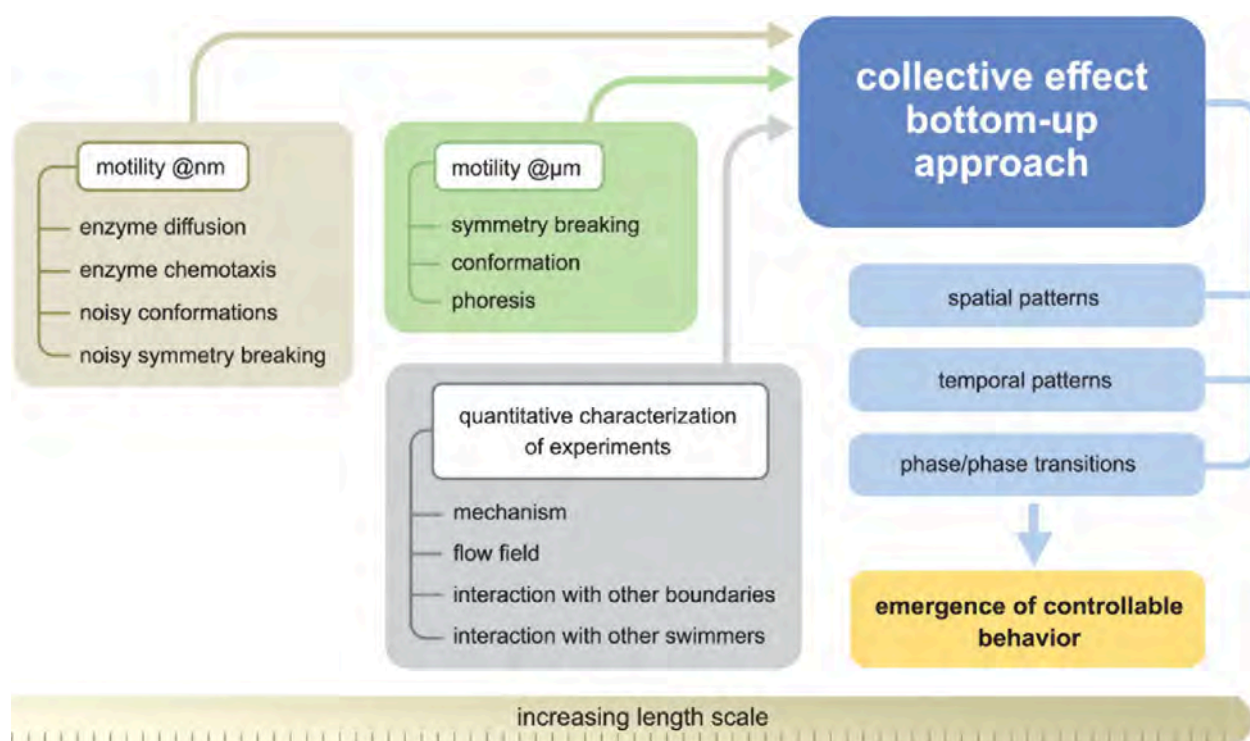 collective effect
bottom-up
approach
motility @nm
enzyme diffusion
enzyme chemotaxis
noisy conformations
noisy symmetry breaking
motility @µm
symmetry breaking
conformation
phoresis
quantitative characterization
of experiments
mechanism
flow field
interaction with other boundaries
interaction with other swimmers
spatial patterns
temporal patterns
phase/phase transitions
emergence of controllable
behavior
increasing length scale